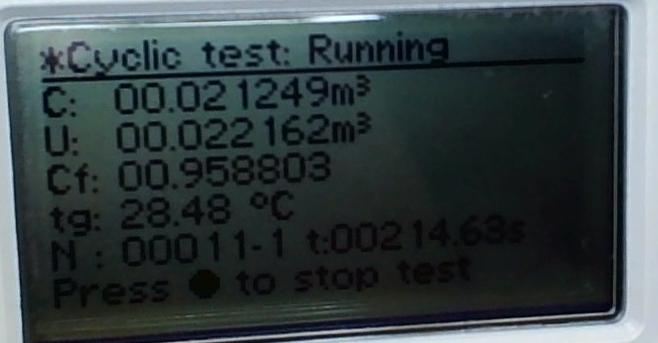 *Cyclic test: Running
C: 00.021249m³
U: 00.022162m³
Cf: 00.958803
tg: 28.48 °C
N : 00011-1 t:00214.63s
Press ● to stop test